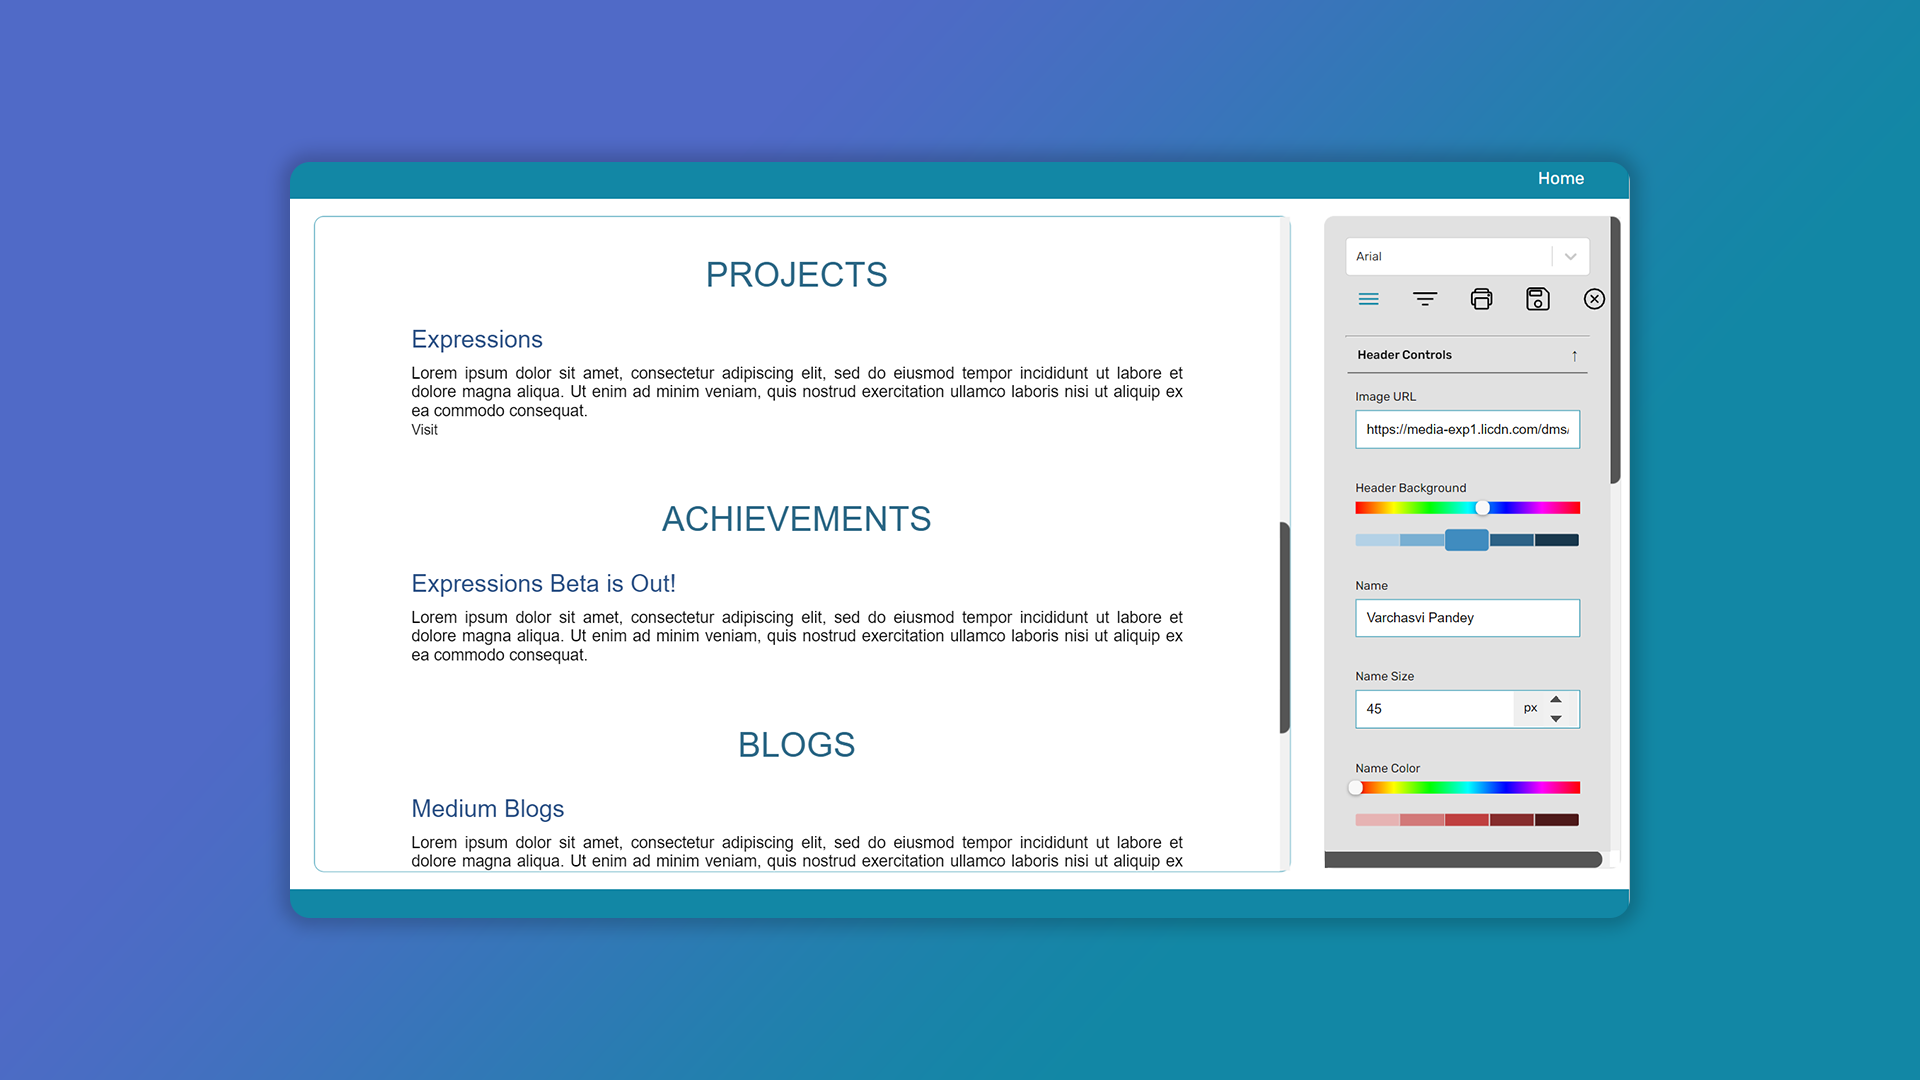 Home
PROJECTS
Expressions
Lorem ipsum dolor sit amet, consectetur adipiscing elit, sed do eiusmod tempor incididunt ut labore et
dolore magna aliqua. Ut enim ad minim veniam, quis nostrud exercitation ullamco laboris nisi ut aliquip ex
ea commodo consequat.
Visit
ACHIEVEMENTS
Expressions Beta is Out!
Lorem ipsum dolor sit amet, consectetur adipiscing elit, sed do eiusmod tempor incididunt ut labore et
dolore magna aliqua. Ut enim ad minim veniam, quis nostrud exercitation ullamco laboris nisi ut aliquip ex
ea commodo consequat.
BLOGS
Medium Blogs
Lorem ipsum dolor sit amet, consectetur adipiscing elit, sed do eiusmod tempor incididunt ut labore et
dolore magna aliqua. Ut enim ad minim veniam, quis nostrud exercitation ullamco laboris nisi ut aliquip ex
Arial
Header Controls ↑
Image URL
https://media-exp1.licdn.com/dms/
Header Background
Name
Varchasvi Pandey
Name Size
45 px
Name Color